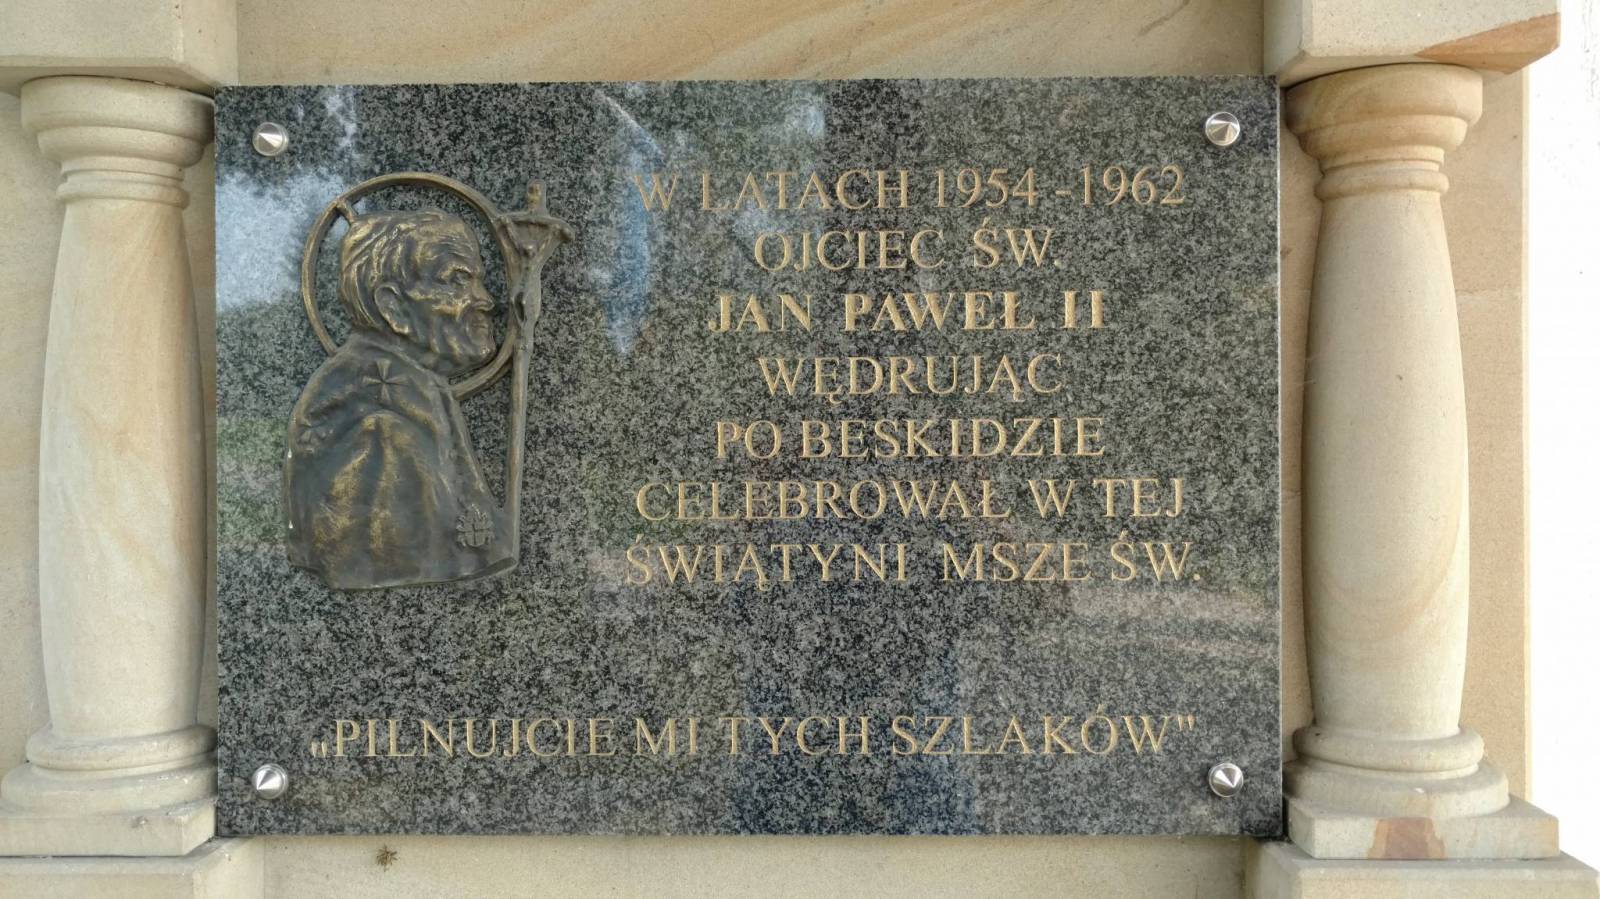 W LATACH 1954 - 1962
OJCIEC ŚW.
JAN PAWEŁ II
WĘDRUJĄC
PO BESKIDZIE
CELEBROWAŁ W TEJ
ŚWIĄTYNI MSZE ŚW.
„PILNUJCIE MI TYCH SZLAKÓW"